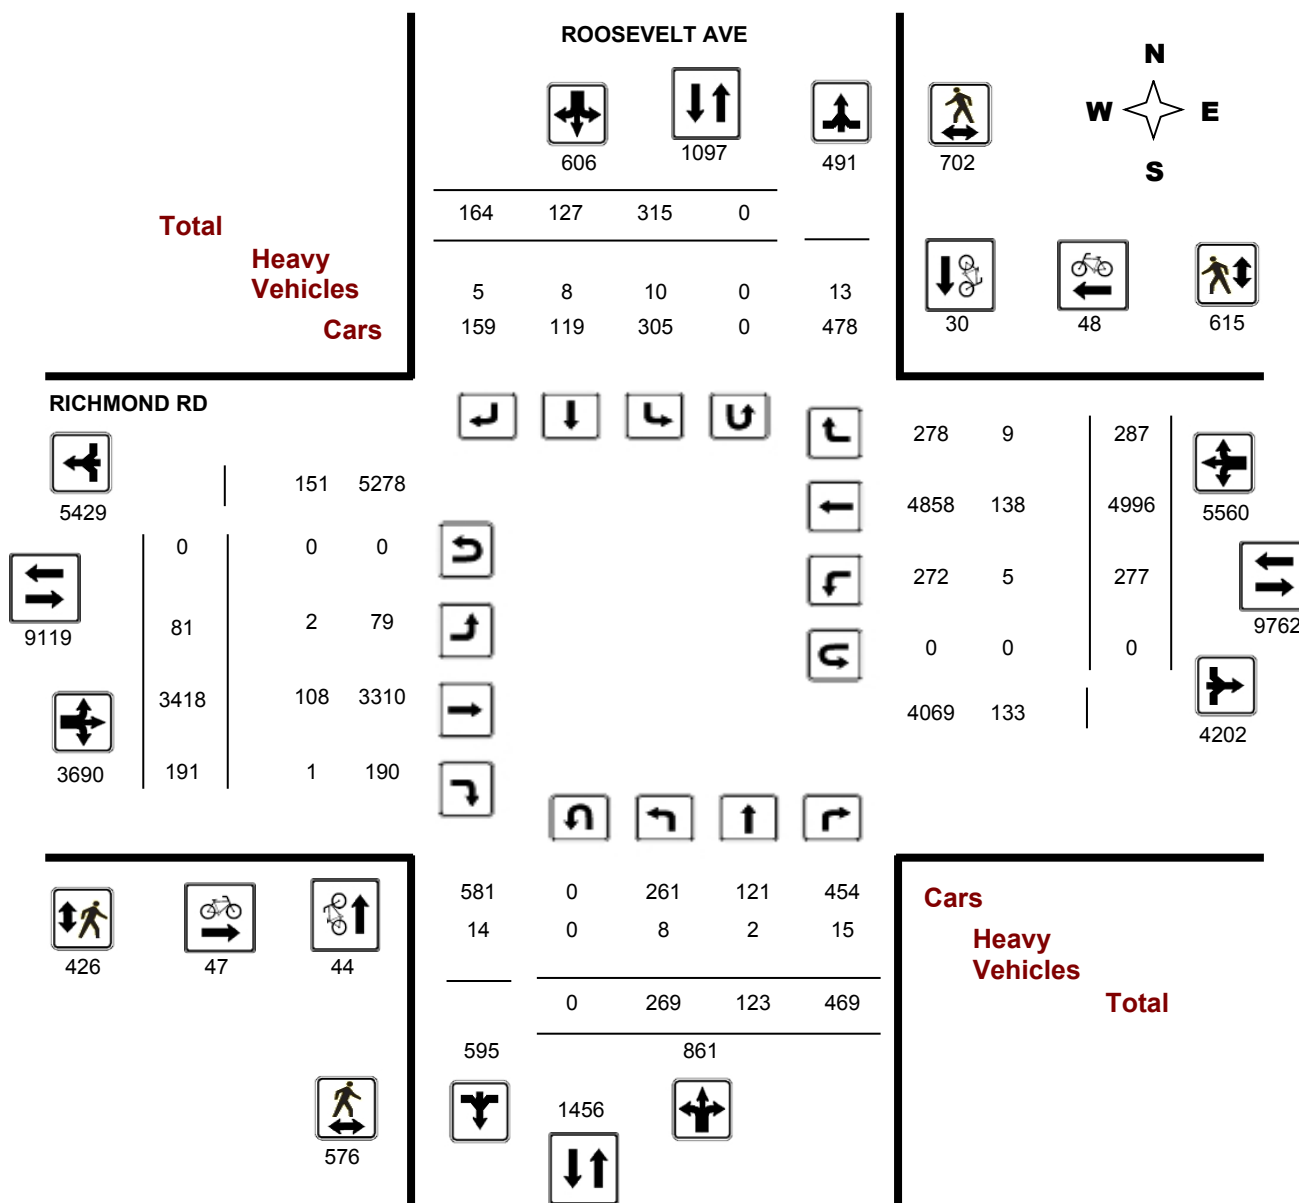 ROOSEVELT AVE
N
W E
S
606 1097 491 702
164 127 315 0
Total
Heavy
Vehicles
5 8 10 0 13
Cars
159 119 305 0 478
30 48 615
RICHMOND RD
278 9 287
5429
151 5278
4858 138 4996
5560
0 0 0
272 5 277
9119
81 2 79
9762
0 0 0
3418 108 3310
4069 133
4202
3690
191 1 190
581 0 261 121 454
Cars
14 0 8 2 15
Heavy
Vehicles
426 47 44
0 269 123 469
Total
595 861
1456
576